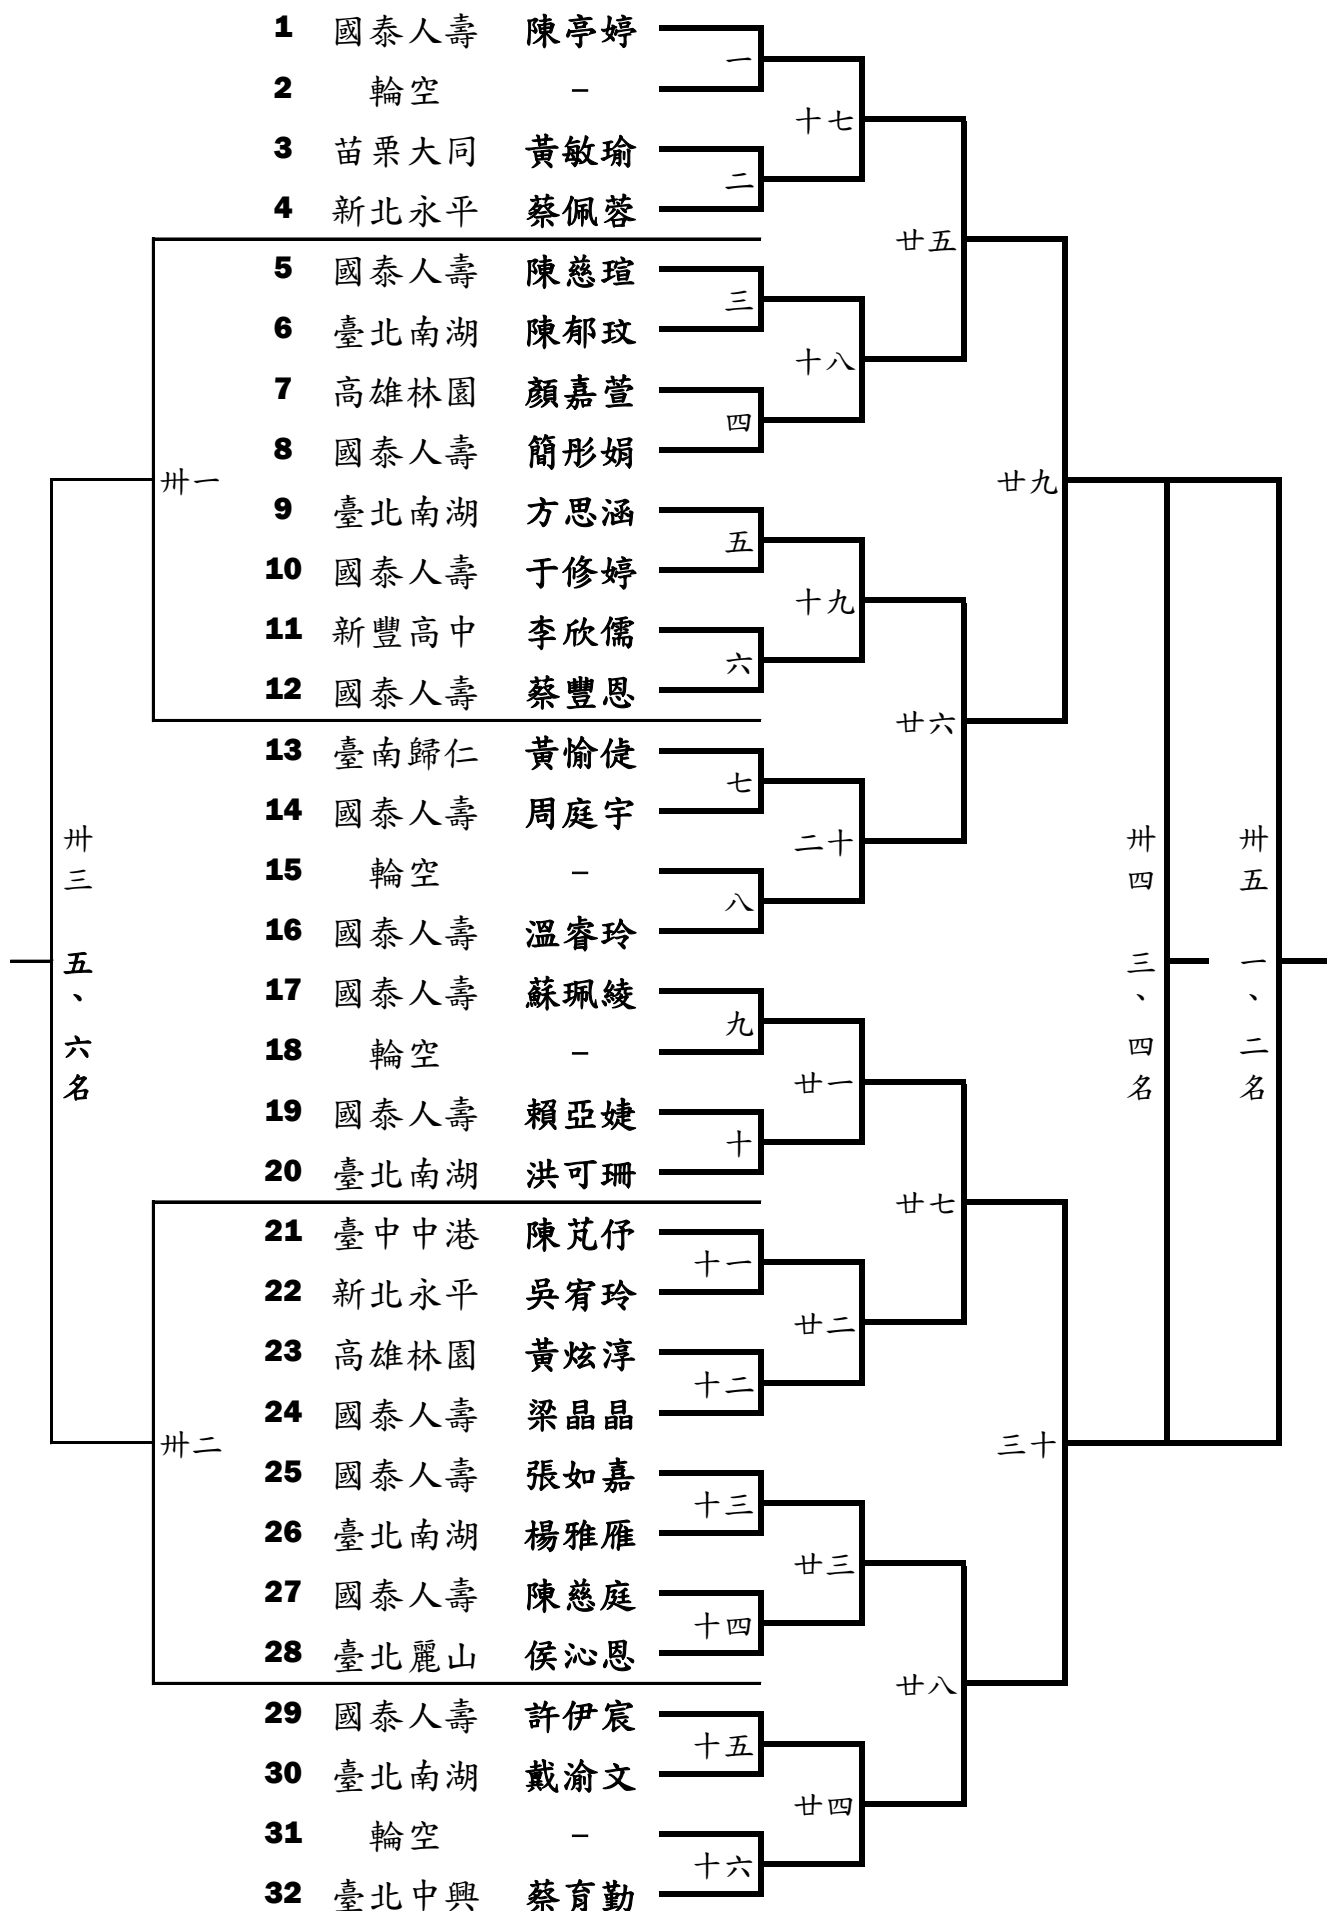 1 國泰人壽 陳亭婷
一
2 輪空 –
十七
3 苗栗大同 黃敏瑜
二
4 新北永平 蔡佩蓉
廿五
5 國泰人壽 陳慈瑄
三
6 臺北南湖 陳郁玟
十八
7 高雄林園 顏嘉萱
四
8 國泰人壽 簡彤娟
卅一
廿九
9 臺北南湖 方思涵
五
10 國泰人壽 于修婷
十九
11 新豐高中 李欣儒
六
12 國泰人壽 蔡豐恩
廿六
13 臺南歸仁 黃愉偼
七
14 國泰人壽 周庭宇
二十
15 輪空 –
八
16 國泰人壽 溫睿玲
卅三 五、六名
卅四 三、四名
卅五 一、二名
17 國泰人壽 蘇珮綾
九
18 輪空 –
廿一
19 國泰人壽 賴亞婕
十
20 臺北南湖 洪可珊
廿七
21 臺中中港 陳芃伃
十一
22 新北永平 吳宥玲
廿二
23 高雄林園 黃炫淳
十二
24 國泰人壽 梁晶晶
卅二
三十
25 國泰人壽 張如嘉
十三
26 臺北南湖 楊雅雁
廿三
27 國泰人壽 陳慈庭
十四
28 臺北麗山 侯沁恩
廿八
29 國泰人壽 許伊宸
十五
30 臺北南湖 戴渝文
廿四
31 輪空 –
十六
32 臺北中興 蔡育勤